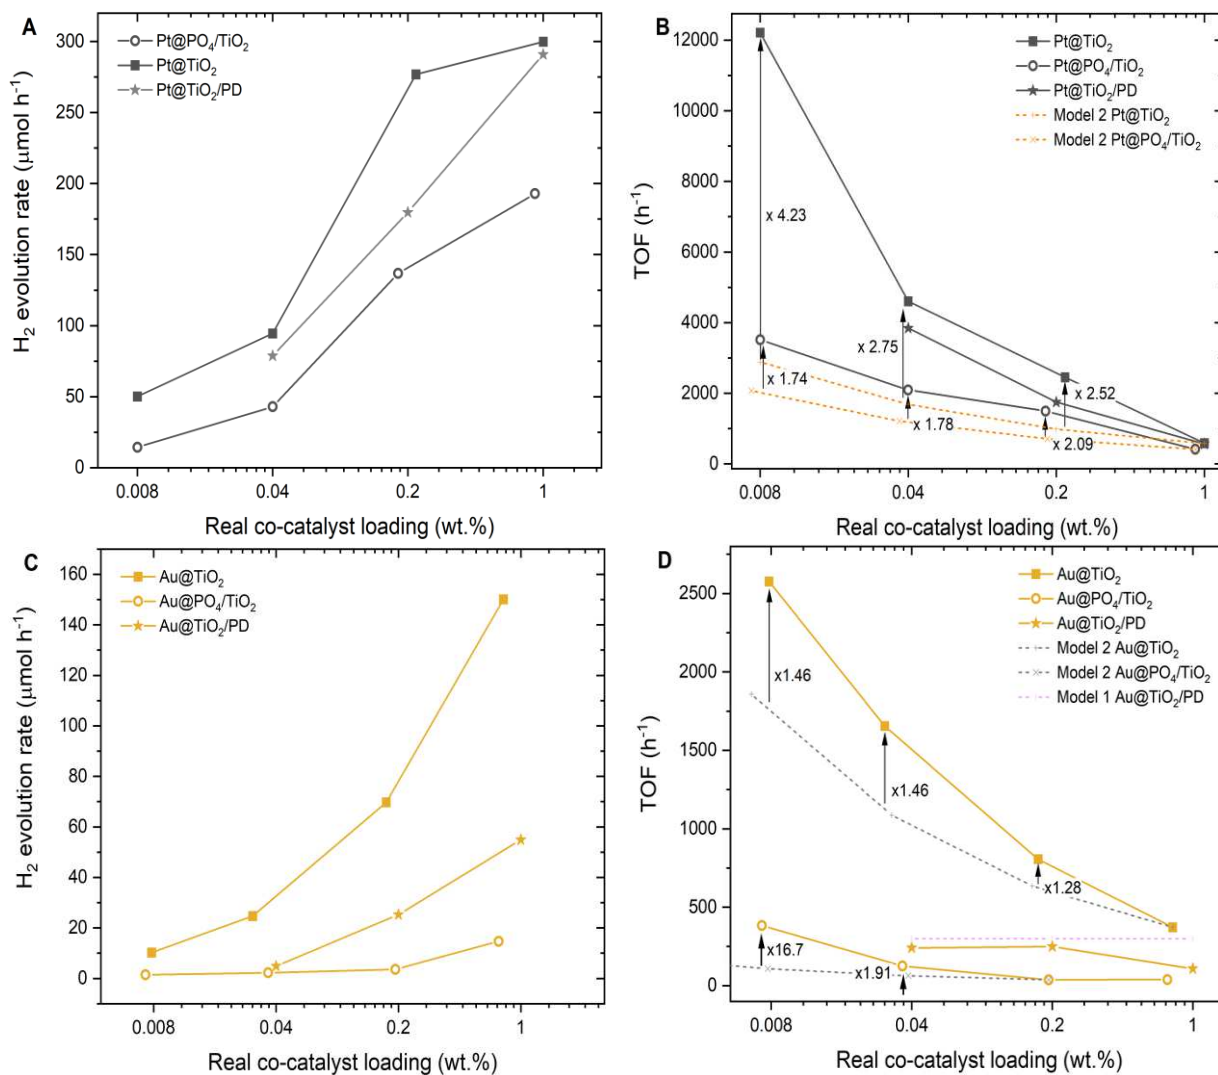 A
Pt@PO₄/TiO₂
Pt@TiO₂
Pt@TiO₂/PD
300
250
200
150
100
50
0
H₂ evolution rate (μmol h⁻¹)
0.008 0.04 0.2 1
Real co-catalyst loading (wt.%)
B
Pt@TiO₂
Pt@PO₄/TiO₂
Pt@TiO₂/PD
Model 2 Pt@TiO₂
Model 2 Pt@PO₄/TiO₂
12000
10000
8000
6000
4000
2000
0
TOF (h⁻¹)
x 4.23
x 2.75
x 2.52
x 1.74
x 1.78
x 2.09
0.008 0.04 0.2 1
Real co-catalyst loading (wt.%)
C
Au@TiO₂
Au@PO₄/TiO₂
Au@TiO₂/PD
160
140
120
100
80
60
40
20
0
H₂ evolution rate (μmol h⁻¹)
0.008 0.04 0.2 1
Real co-catalyst loading (wt.%)
D
Au@TiO₂
Au@PO₄/TiO₂
Au@TiO₂/PD
Model 2 Au@TiO₂
Model 2 Au@PO₄/TiO₂
Model 1 Au@TiO₂/PD
2500
2000
1500
1000
500
0
TOF (h⁻¹)
x1.46
x1.46
x1.28
x16.7
x1.91
0.008 0.04 0.2 1
Real co-catalyst loading (wt.%)